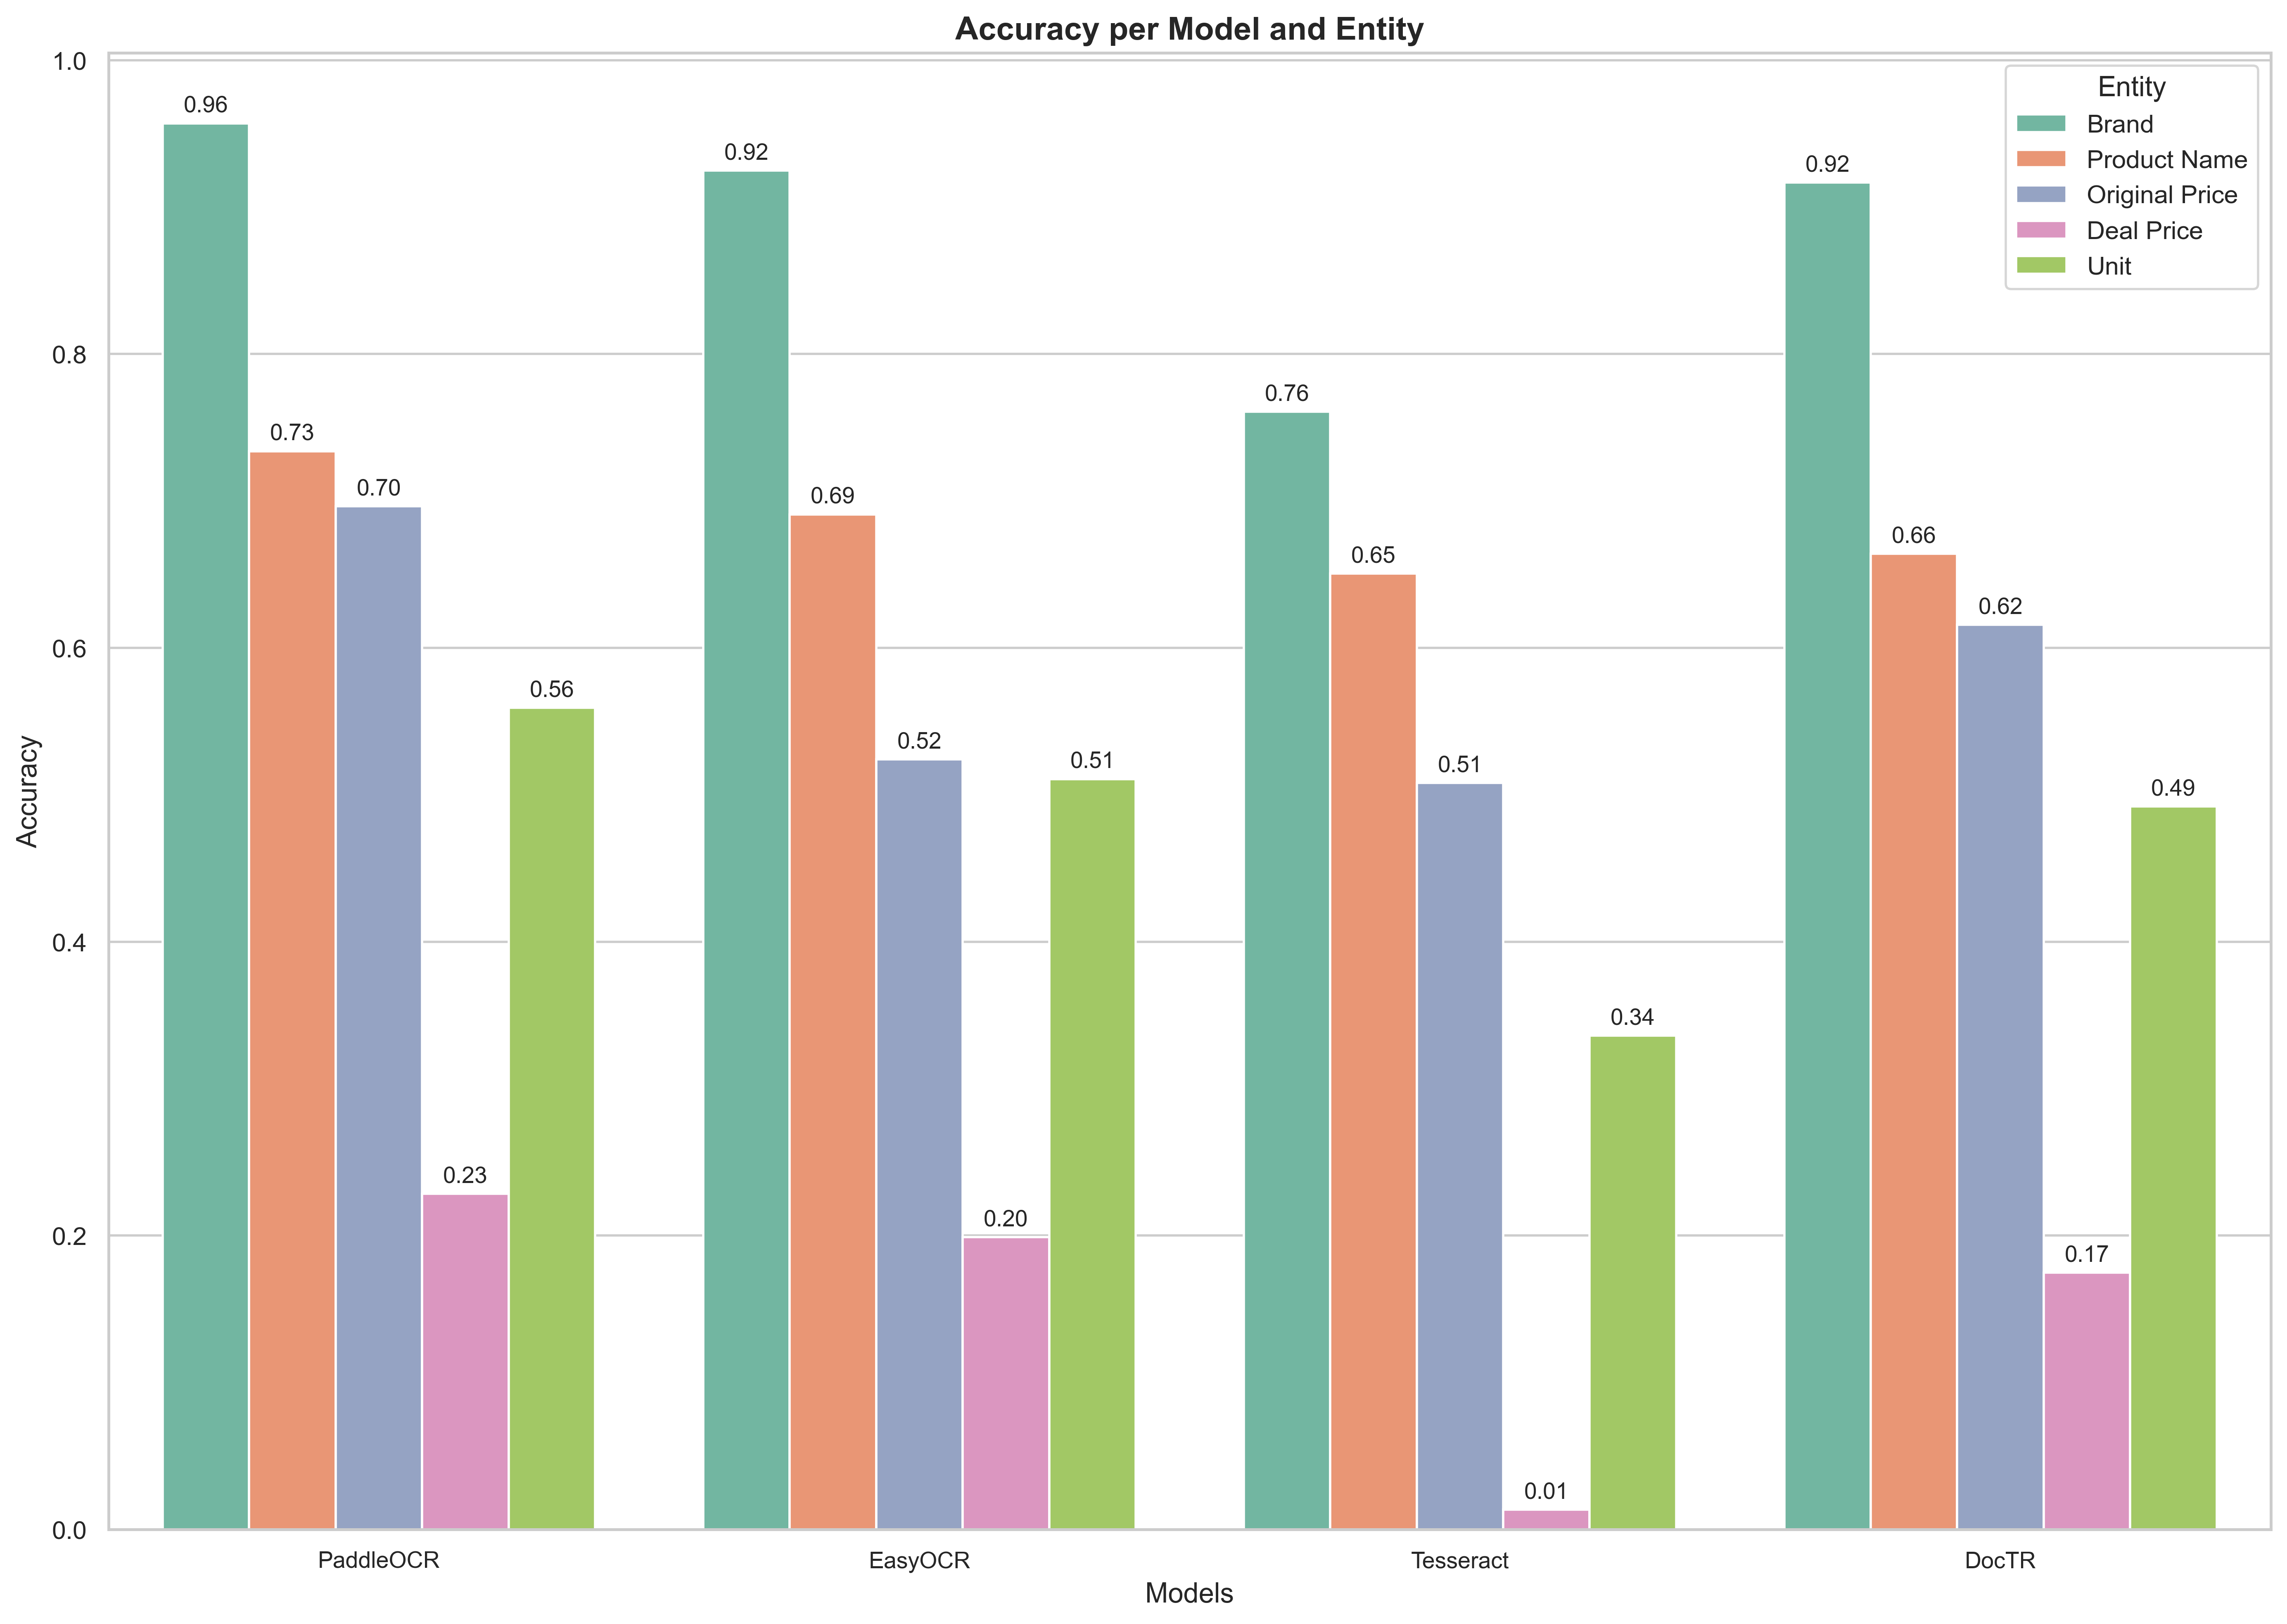 Accuracy per Model and Entity
Entity
Brand
Product Name
Original Price
Deal Price
Unit
Accuracy
1.0
0.8
0.6
0.4
0.2
0.0
0.96
0.73
0.70
0.23
0.56
0.92
0.69
0.52
0.20
0.51
0.76
0.65
0.51
0.01
0.34
0.92
0.66
0.62
0.17
0.49
PaddleOCR
EasyOCR
Tesseract
DocTR
Models